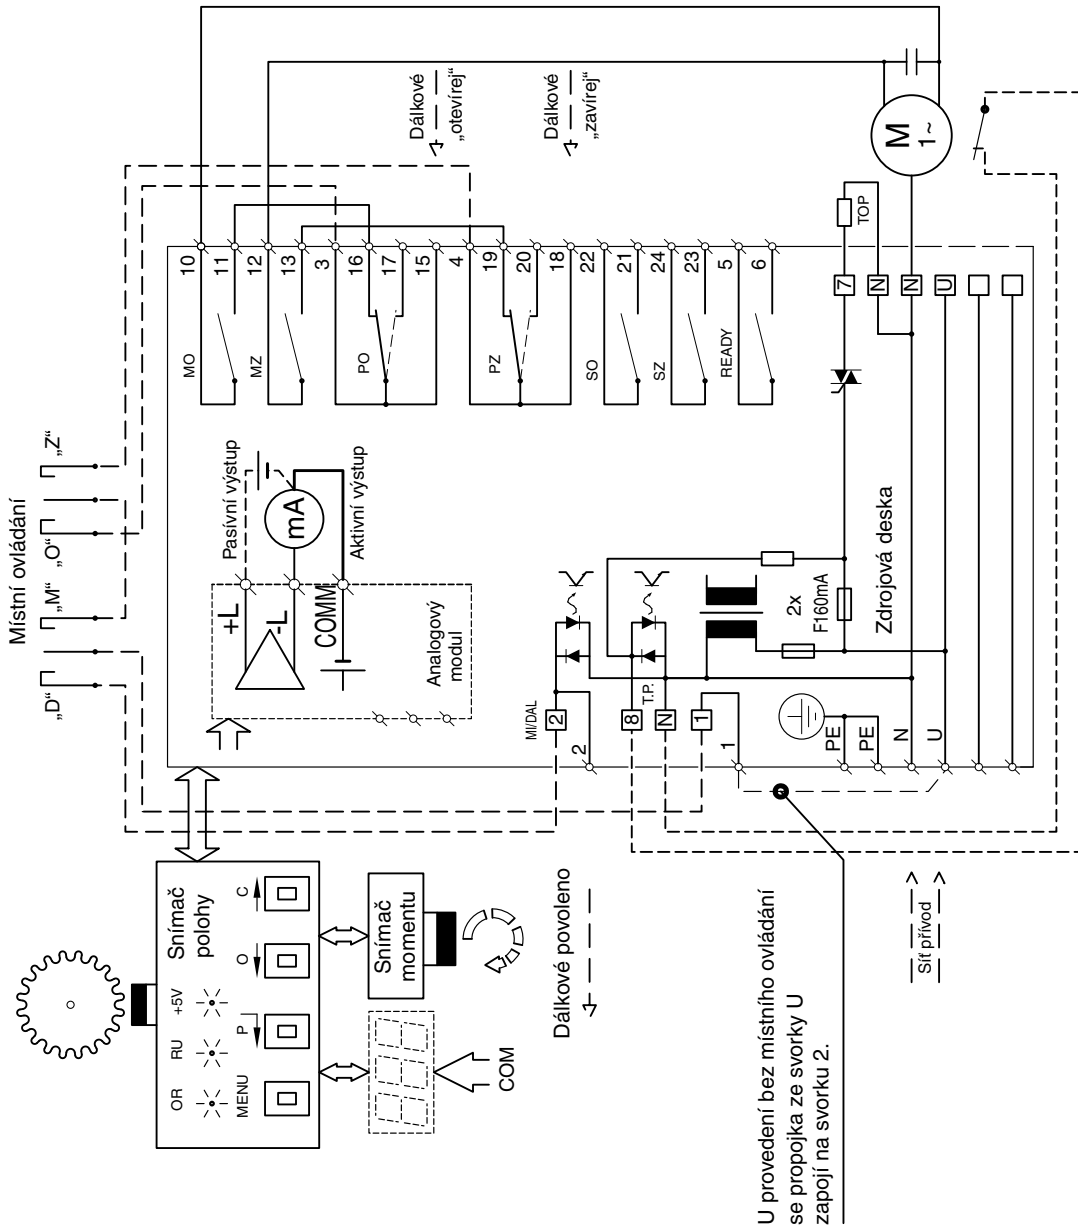 Místní ovládání
„D“
„M“
„O“
„Z“
Snímač
polohy
+5V
RU
OR
C
O
P
MENU
Snímač
momentu
COM
+L
-L
COMM
mA
Pasívní výstup
Aktivní výstup
Analogový
modul
MO
MZ
PO
PZ
SO
SZ
READY
10
11
12
13
3
16
17
15
4
19
20
18
22
21
24
23
5
6
Dálkové
„otevírej“
Dálkové
„zavírej“
M
1~
TOP
7
N
N
U
MI/DAL
2
2
8
T.P.
N
1
1
2x
F160mA
Zdrojová deska
PE
PE
N
U
Dálkové povoleno
Síť přívod
U provedení bez místního ovládání
se propojka ze svorky U
zapojí na svorku 2.